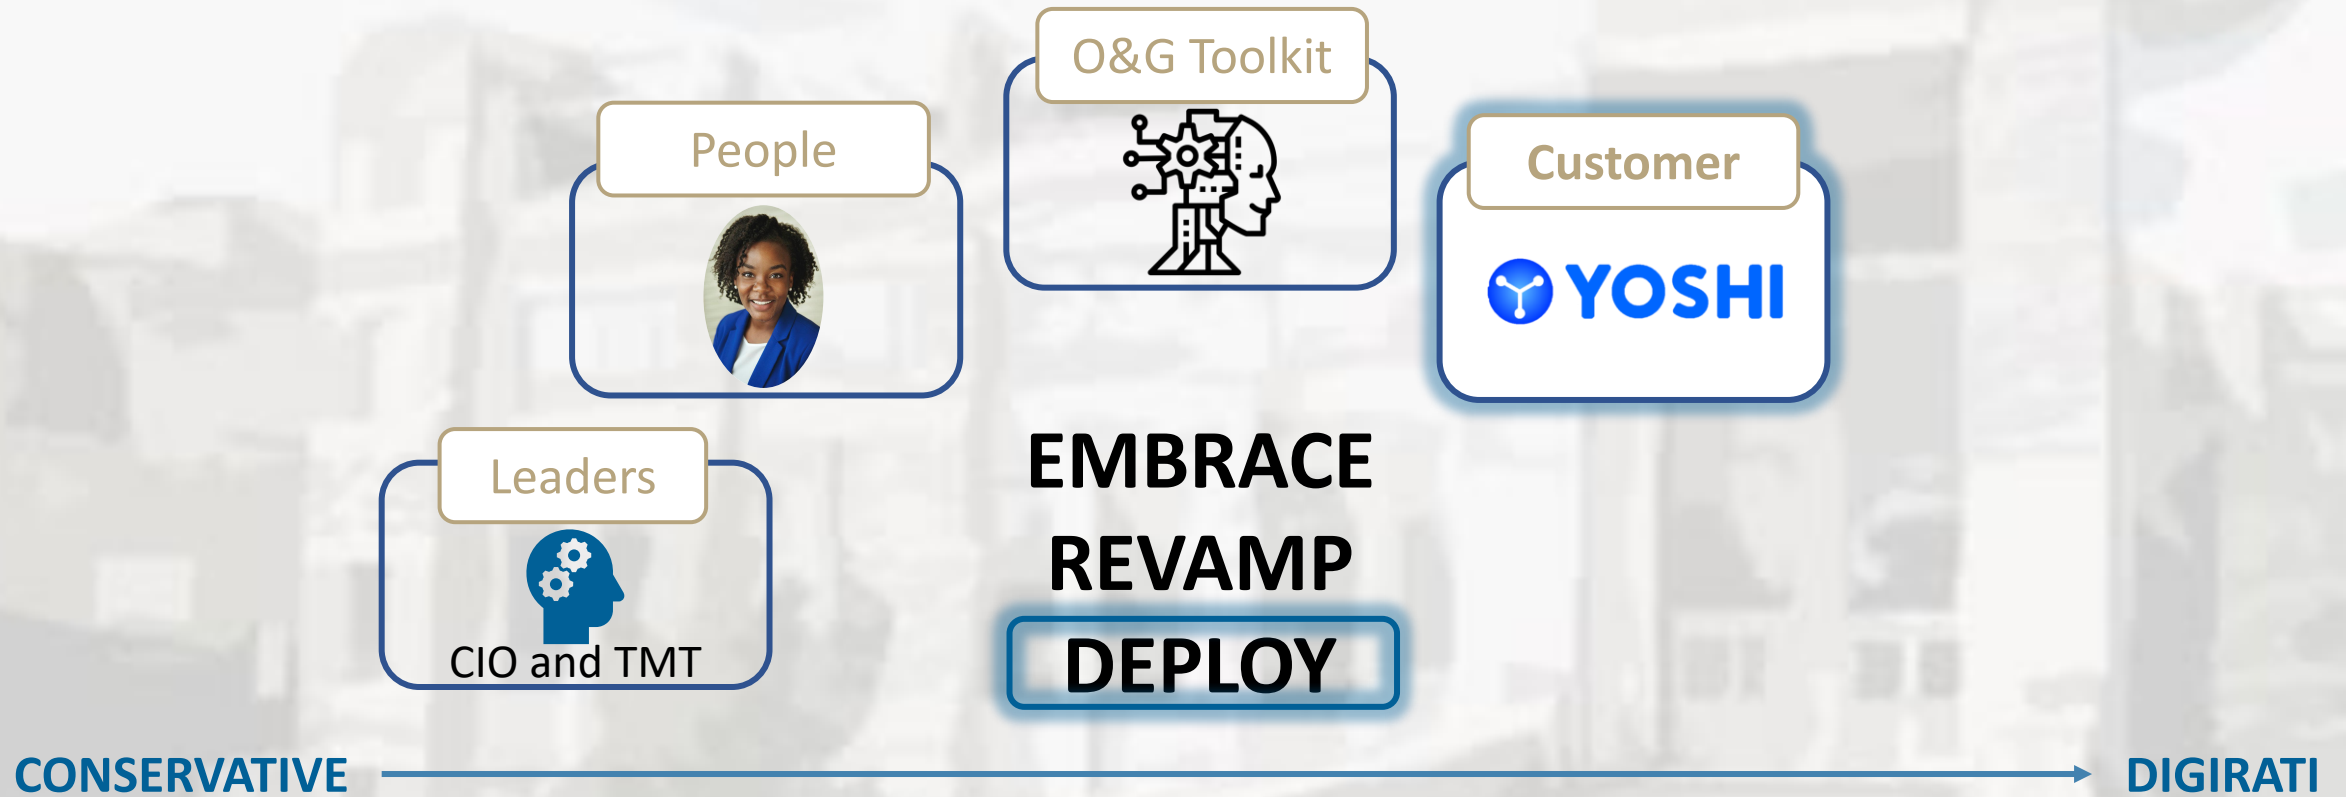 O&G Toolkit
People
Customer
YOSHI
Leaders
CIO and TMT
EMBRACE
REVAMP
DEPLOY
CONSERVATIVE
DIGIRATI